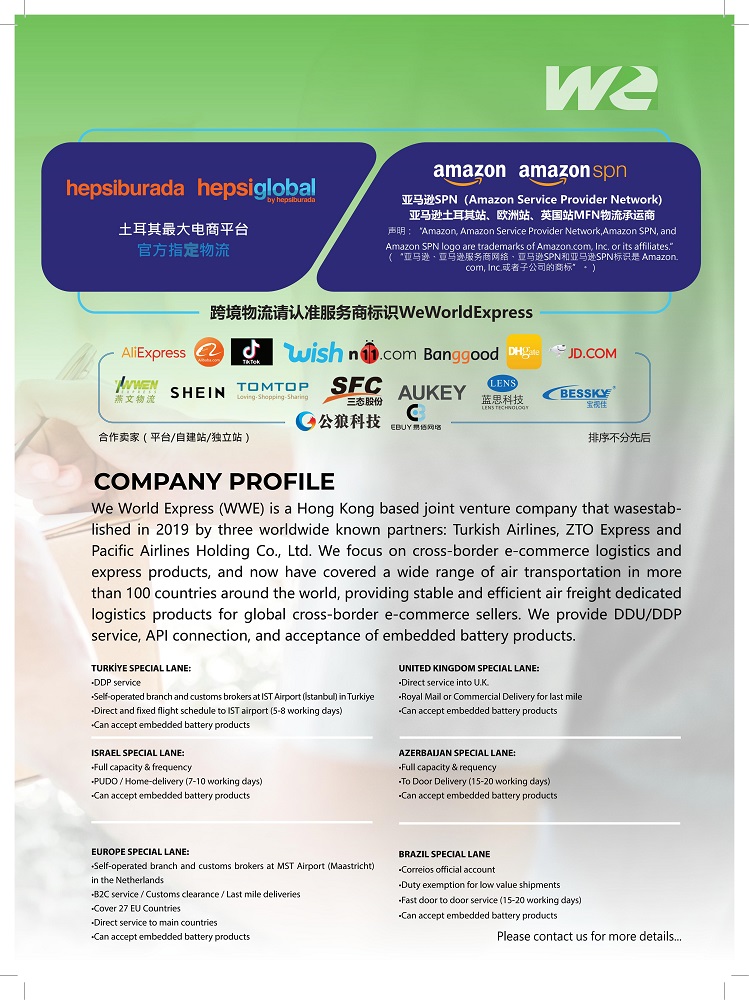 we
hepsiburada hepsiglobal
by hepsiburada
土耳其最大电商平台
官方指定物流
amazon amazon spn
亚马逊SPN（Amazon Service Provider Network)
亚马逊土耳其站、欧洲站、英国站MFN物流承运商
声明：“Amazon, Amazon Service Provider Network,Amazon SPN, and
Amazon SPN logo are trademarks of Amazon.com, Inc. or its affiliates.”
（“亚马逊、亚马逊服务商网络、亚马逊SPN和亚马逊SPN标识是 Amazon.
com, Inc.或者子公司的商标”。）
跨境物流请认准服务商标识WeWorldExpress
AliExpress Alibaba.com TikTok wish n11.com Banggood DHgate JD.COM
YWWEN
EXPRESS
燕文物流
SHEIN
TOMTOP
Loving·Shopping·Sharing
SFC
三态股份
AUKEY
LENS
蓝思科技
LENS TECHNOLOGY
BESSKY
宝视佳
公狼科技
EBUY 易佰网络
合作卖家（平台/自建站/独立站）
排序不分先后
COMPANY PROFILE
We World Express (WWE) is a Hong Kong based joint venture company that wasestab-
lished in 2019 by three worldwide known partners: Turkish Airlines, ZTO Express and
Pacific Airlines Holding Co., Ltd. We focus on cross-border e-commerce logistics and
express products, and now have covered a wide range of air transportation in more
than 100 countries around the world, providing stable and efficient air freight dedicated
logistics products for global cross-border e-commerce sellers. We provide DDU/DDP
service, API connection, and acceptance of embedded battery products.
TURKİYE SPECIAL LANE:
•DDP service
•Self-operated branch and customs brokers at IST Airport (İstanbul) in Turkiye
•Direct and fixed flight schedule to IST airport (5-8 working days)
•Can accept embedded battery products
UNITED KINGDOM SPECIAL LANE:
•Direct service into U.K.
•Royal Mail or Commercial Delivery for last mile
•Can accept embedded battery products
ISRAEL SPECIAL LANE:
•Full capacity & frequency
•PUDO / Home-delivery (7-10 working days)
•Can accept embedded battery products
AZERBAIJAN SPECIAL LANE:
•Full capacity & requency
•To Door Delivery (15-20 working days)
•Can accept embedded battery products
EUROPE SPECIAL LANE:
•Self-operated branch and customs brokers at MST Airport (Maastricht)
in the Netherlands
•B2C service / Customs clearance / Last mile deliveries
•Cover 27 EU Countries
•Direct service to main countries
•Can accept embedded battery products
BRAZIL SPECIAL LANE
•Correios official account
•Duty exemption for low value shipments
•Fast door to door service (15-20 working days)
•Can accept embedded battery products
Please contact us for more details...